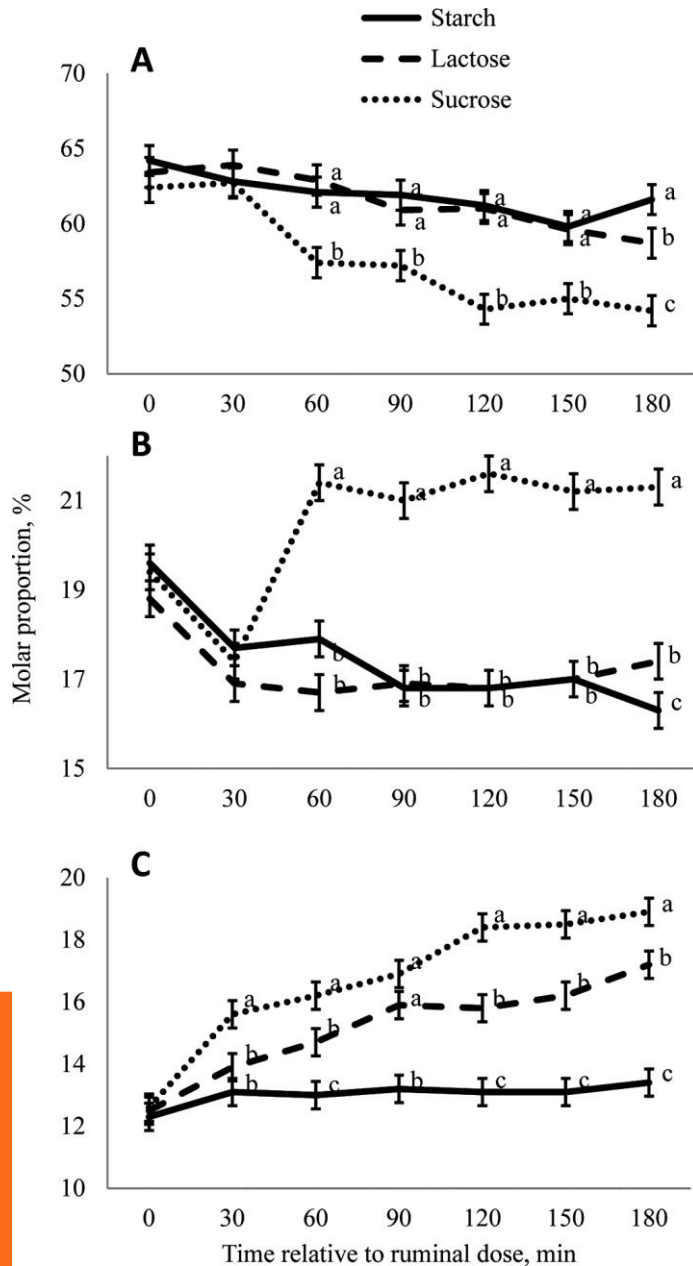 Starch
Lactose
Sucrose
A
70
65
60
55
50
a
a
a
a
a
a
a
a
a
b
b
b
b
b
c
0 30 60 90 120 150 180
B
Molar proportion, %
21
19
17
15
a
a
a
a
a
b
b
b
b
b
b
b
b
b
c
0 30 60 90 120 150 180
C
20
18
16
14
12
10
a
a
a
a
a
a
b
b
a
b
b
b
b
c
b
c
c
c
0 30 60 90 120 150 180
Time relative to ruminal dose, min